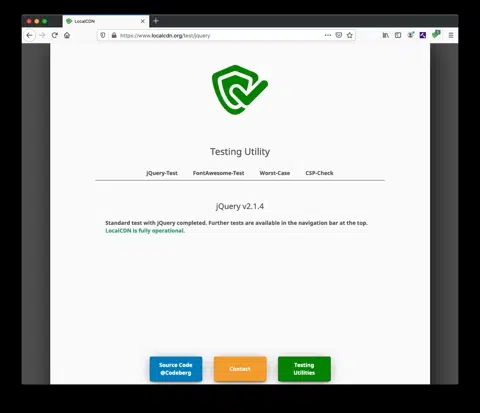 LocalCDN
https://www.localcdn.org/test/jquery
Testing Utility
jQuery-Test FontAwesome-Test Worst-Case CSP-Check
jQuery v2.1.4
Standard test with jQuery completed. Further tests are available in the navigation bar at the top.
LocalCDN is fully operational.
Source Code
@Codeberg
Contact
Testing
Utilities